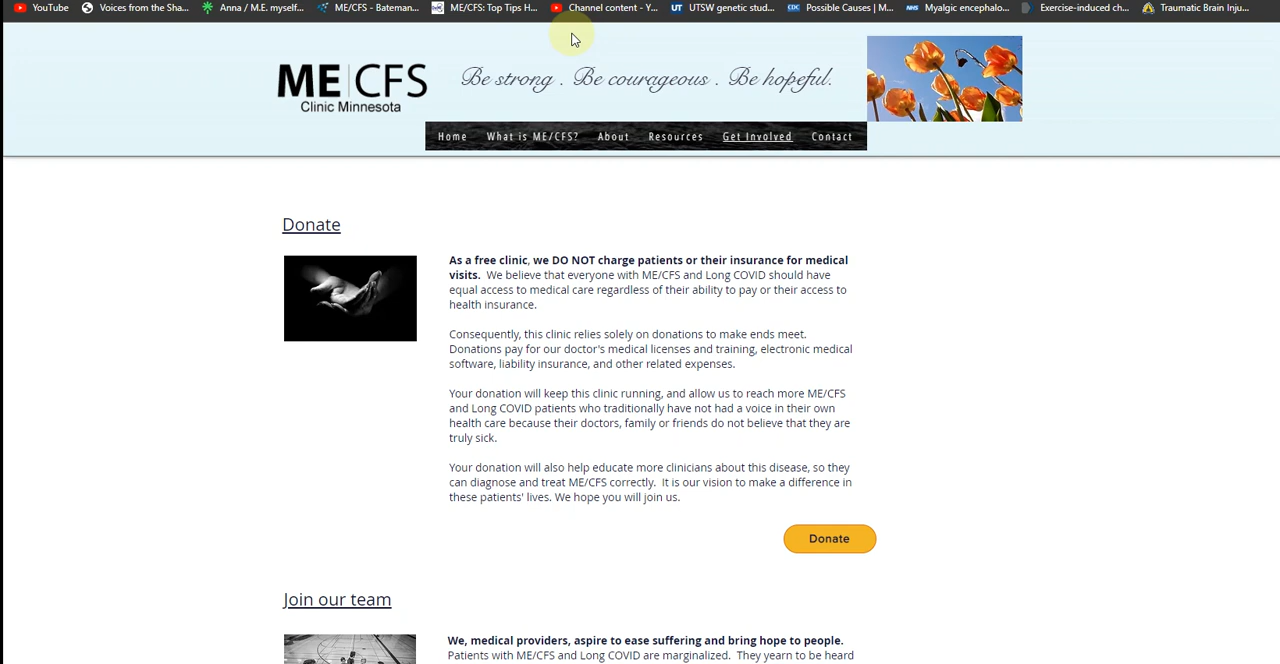 YouTube Voices from the Sha... Anna / M.E. myself... ME/CFS - Bateman... ME/CFS: Top Tips H... Channel content - Y... UT UTSW genetic stud... CDC Possible Causes | M... NHS Myalgic encephalo... Exercise-induced ch... Traumatic Brain Inju...
ME|CFS
Clinic Minnesota
Be strong . Be courageous . Be hopeful.
Home What is ME/CFS? About Resources Get Involved Contact
Donate
As a free clinic, we DO NOT charge patients or their insurance for medical
visits. We believe that everyone with ME/CFS and Long COVID should have
equal access to medical care regardless of their ability to pay or their access to
health insurance.
Consequently, this clinic relies solely on donations to make ends meet.
Donations pay for our doctor's medical licenses and training, electronic medical
software, liability insurance, and other related expenses.
Your donation will keep this clinic running, and allow us to reach more ME/CFS
and Long COVID patients who traditionally have not had a voice in their own
health care because their doctors, family or friends do not believe that they are
truly sick.
Your donation will also help educate more clinicians about this disease, so they
can diagnose and treat ME/CFS correctly. It is our vision to make a difference in
these patients' lives. We hope you will join us.
Donate
Join our team
We, medical providers, aspire to ease suffering and bring hope to people.
Patients with ME/CFS and Long COVID are marginalized. They yearn to be heard